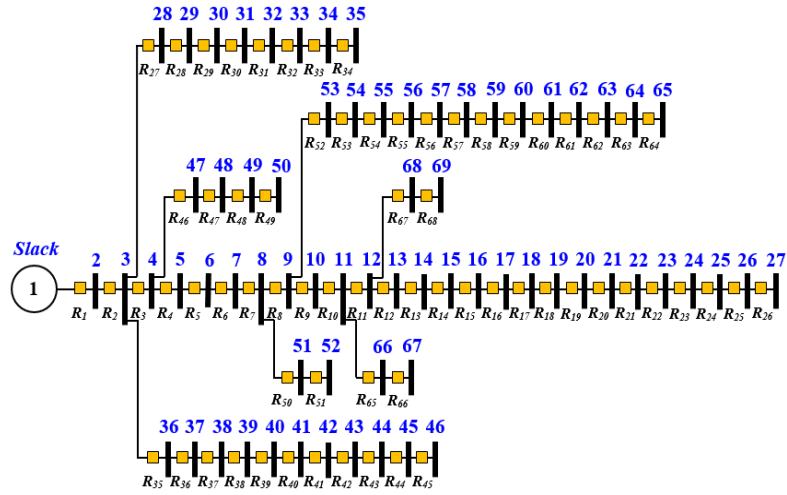 28 29 30 31 32 33 34 35
R27 R28 R29 R30 R31 R32 R33 R34
53 54 55 56 57 58 59 60 61 62 63 64 65
R52 R53 R54 R55 R56 R57 R58 R59 R60 R61 R62 R63 R64
47 48 49 50
R46 R47 R48 R49
68 69
R67 R68
Slack
1
2 3 4 5 6 7 8 9 10 11 12 13 14 15 16 17 18 19 20 21 22 23 24 25 26 27
R1 R2 R3 R4 R5 R6 R7 R8 R9 R10 R11 R12 R13 R14 R15 R16 R17 R18 R19 R20 R21 R22 R23 R24 R25 R26
51 52
R50 R51
66 67
R65 R66
36 37 38 39 40 41 42 43 44 45 46
R35 R36 R37 R38 R39 R40 R41 R42 R43 R44 R45